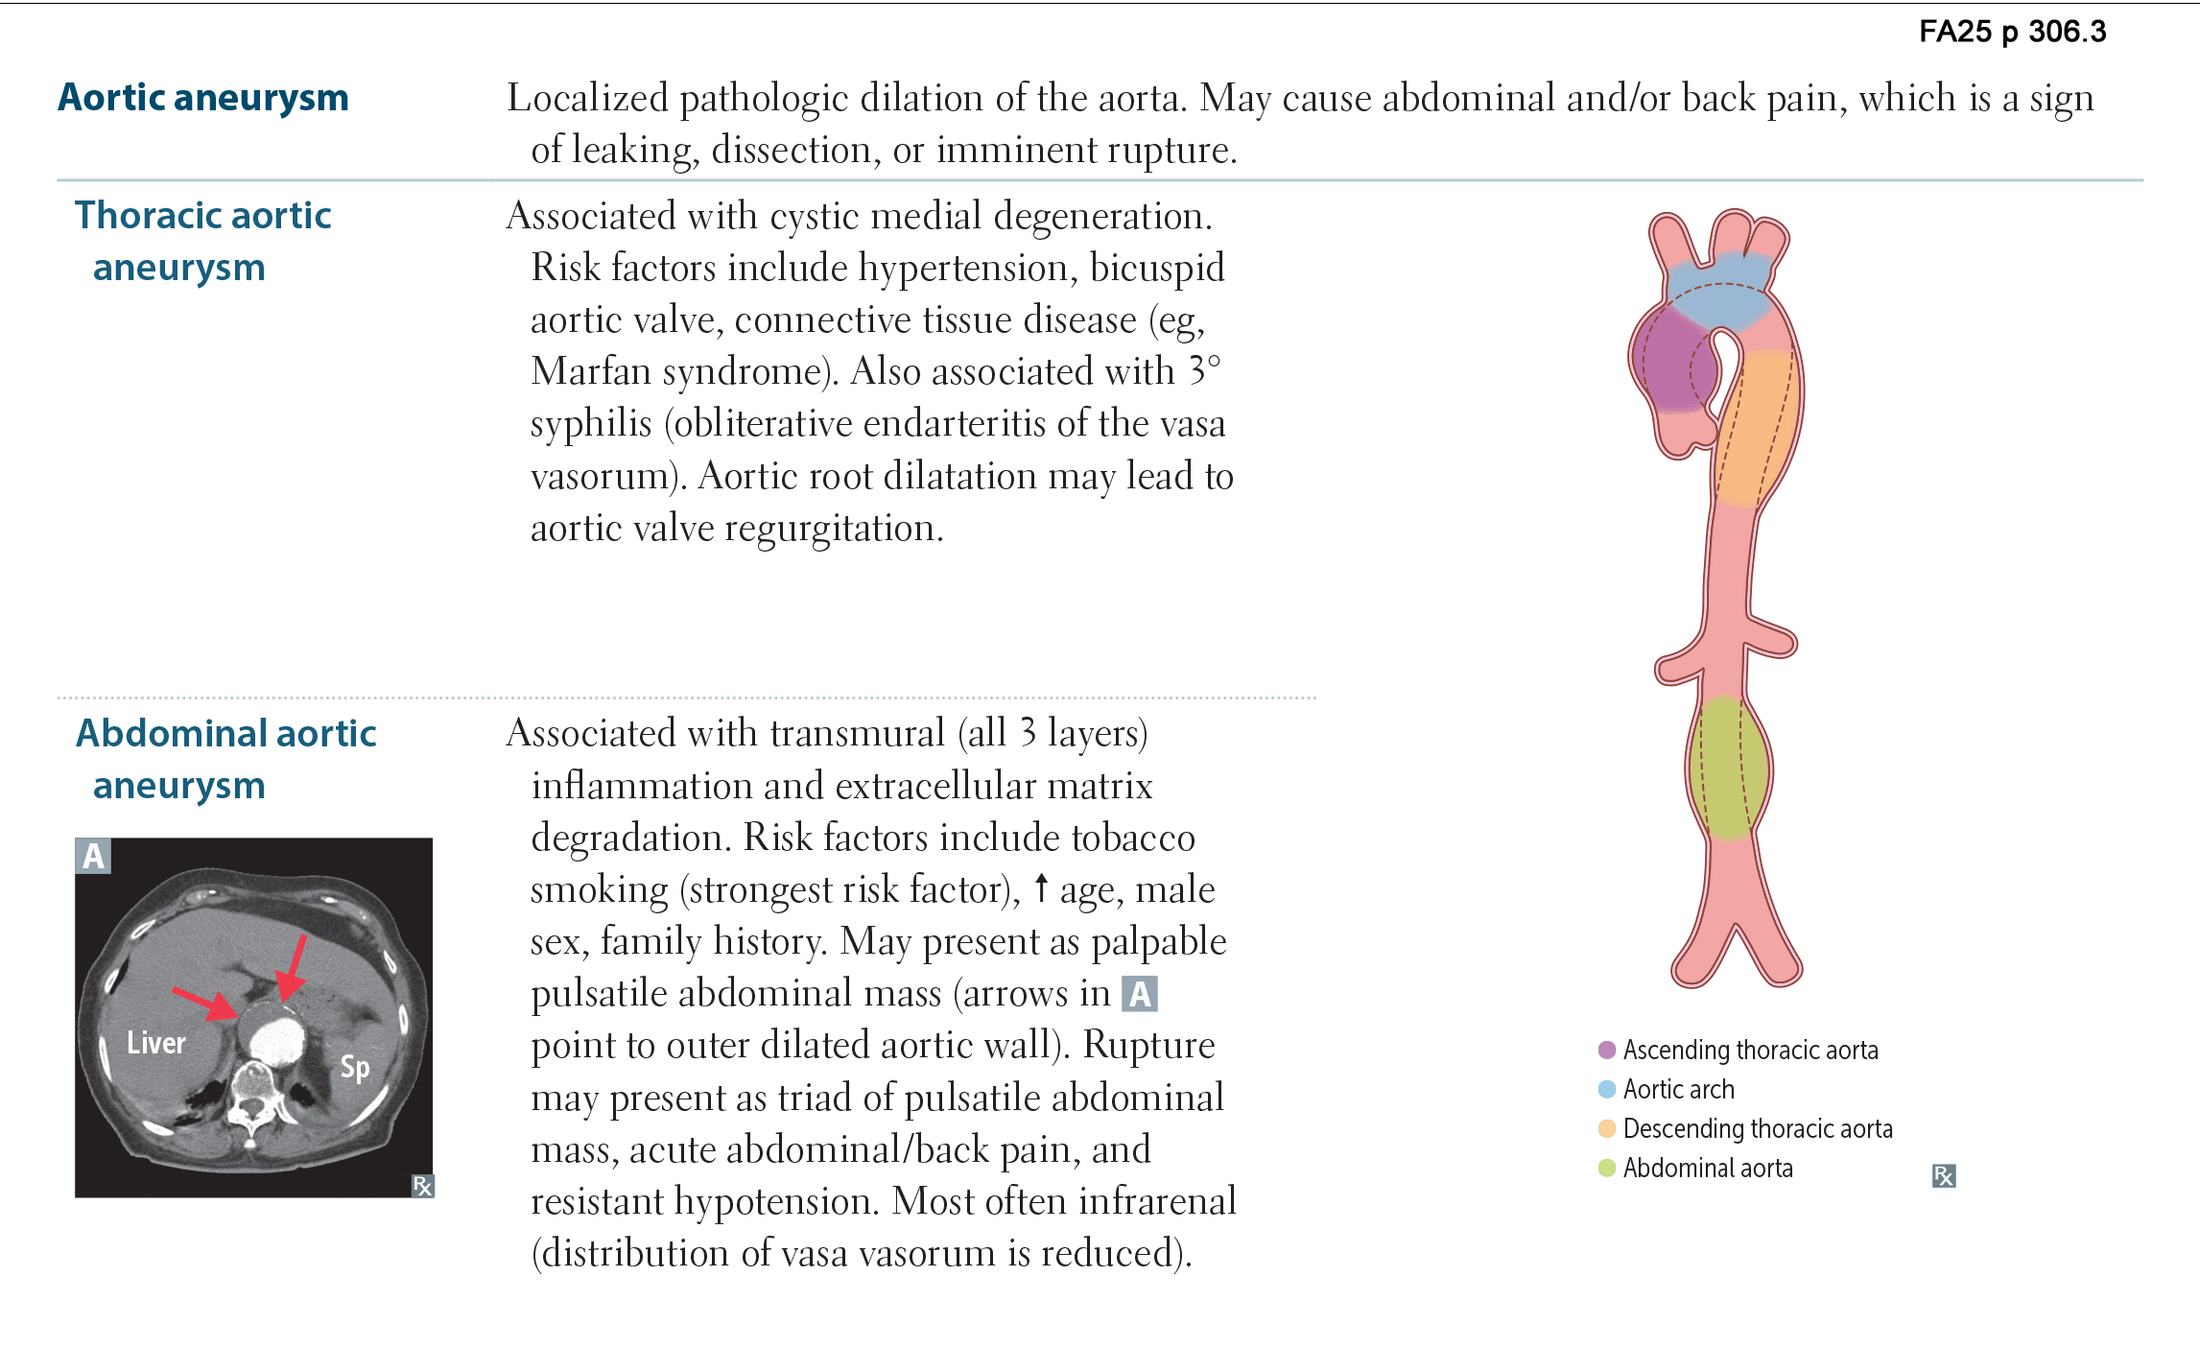 FA25 p 306.3
Aortic aneurysm
Localized pathologic dilation of the aorta. May cause abdominal and/or back pain, which is a sign
of leaking, dissection, or imminent rupture.
Thoracic aortic
aneurysm
Associated with cystic medial degeneration.
Risk factors include hypertension, bicuspid
aortic valve, connective tissue disease (eg,
Marfan syndrome). Also associated with 3°
syphilis (obliterative endarteritis of the vasa
vasorum). Aortic root dilatation may lead to
aortic valve regurgitation.
Abdominal aortic
aneurysm
A
Liver
Sp
Rx
Associated with transmural (all 3 layers)
inflammation and extracellular matrix
degradation. Risk factors include tobacco
smoking (strongest risk factor), ↑ age, male
sex, family history. May present as palpable
pulsatile abdominal mass (arrows in A
point to outer dilated aortic wall). Rupture
may present as triad of pulsatile abdominal
mass, acute abdominal/back pain, and
resistant hypotension. Most often infrarenal
(distribution of vasa vasorum is reduced).
Ascending thoracic aorta
Aortic arch
Descending thoracic aorta
Abdominal aorta
Rx